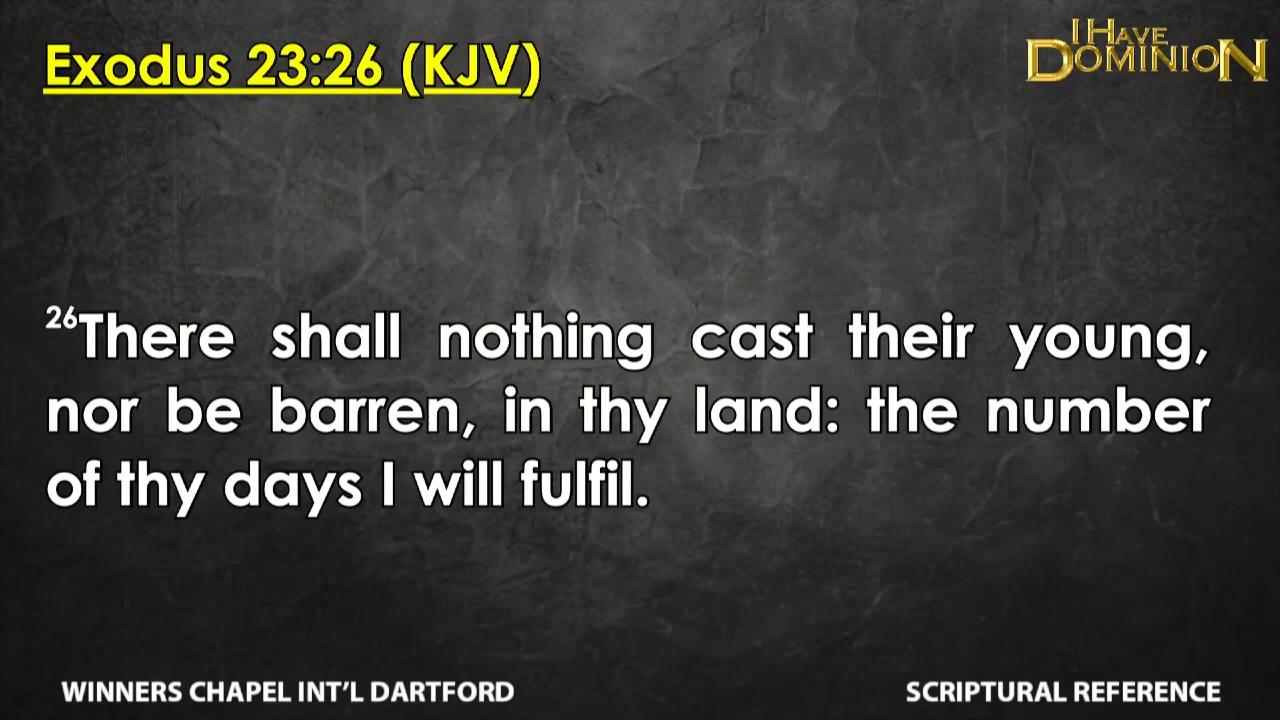 Exodus 23:26 (KJV)
I HAVE
DOMINION
26There shall nothing cast their young,
nor be barren, in thy land: the number
of thy days I will fulfil.
WINNERS CHAPEL INT'L DARTFORD
SCRIPTURAL REFERENCE